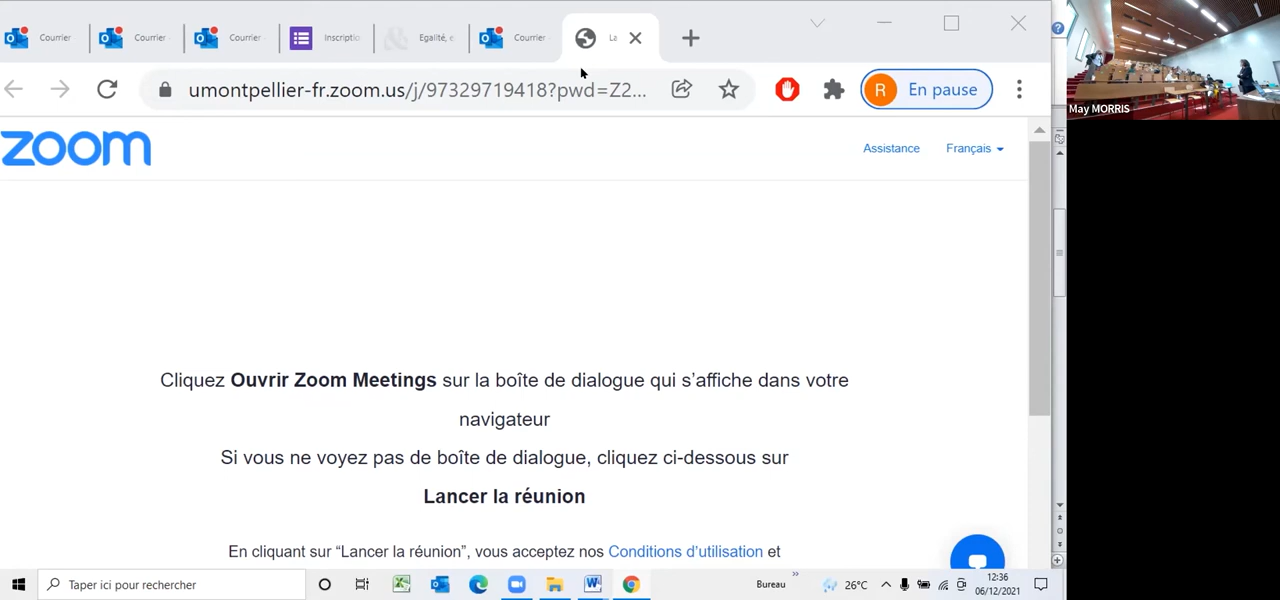 Courrier
Courrier
Courrier
Inscriptio
Egalité, e
Courrier
La
umontpellier-fr.zoom.us/j/97329719418?pwd=Z2...
R
En pause
May MORRIS
zoom
Assistance
Français
Cliquez Ouvrir Zoom Meetings sur la boîte de dialogue qui s’affiche dans votre
navigateur
Si vous ne voyez pas de boîte de dialogue, cliquez ci-dessous sur
Lancer la réunion
En cliquant sur “Lancer la réunion”, vous acceptez nos Conditions d’utilisation et
Taper ici pour rechercher
Bureau
26°C
12:36
06/12/2021